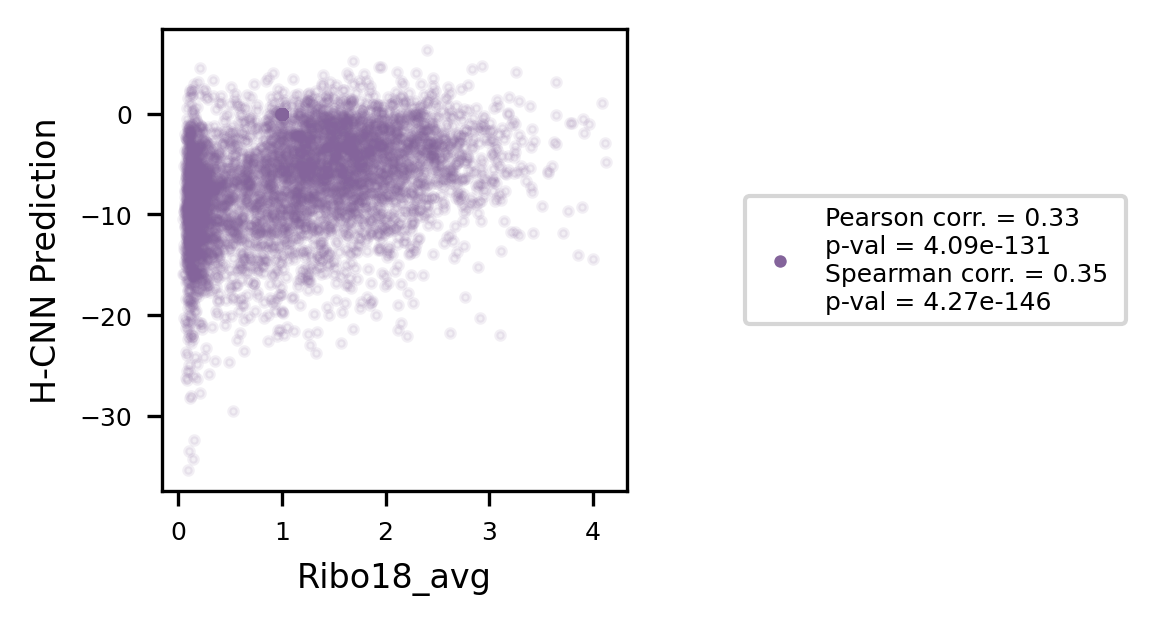 0
−10
−20
−30
H-CNN Prediction
0
1
2
3
4
Ribo18_avg
Pearson corr. = 0.33
p-val = 4.09e-131
Spearman corr. = 0.35
p-val = 4.27e-146